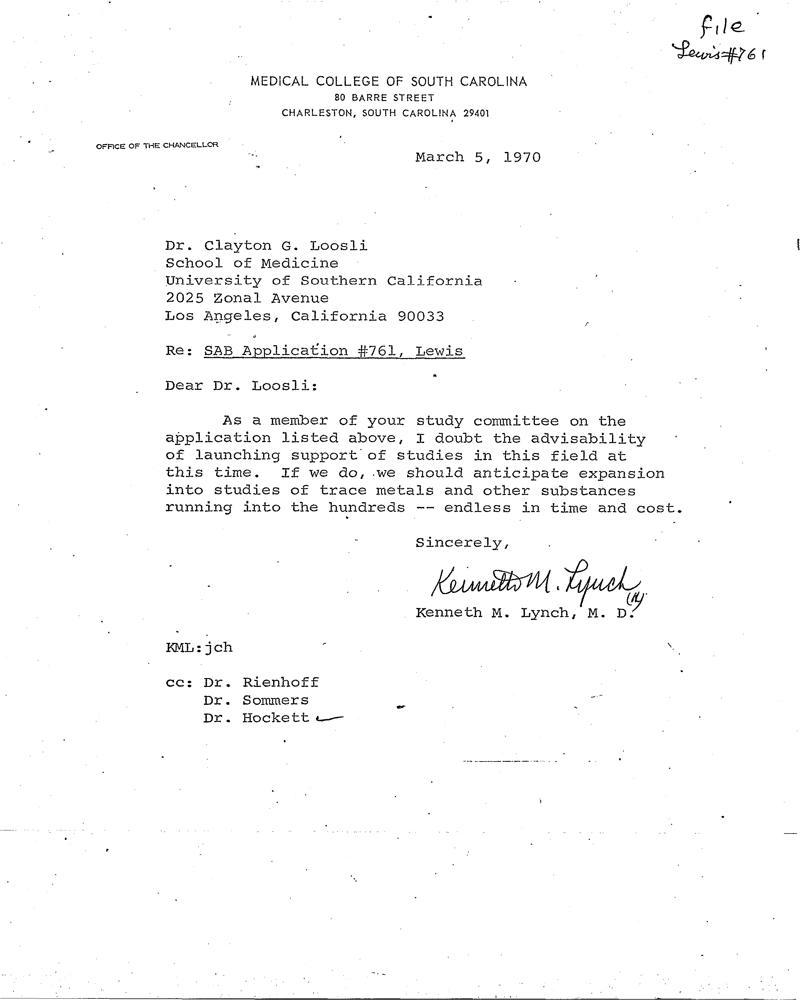 file
Lewis #761
MEDICAL COLLEGE OF SOUTH CAROLINA
80 BARRE STREET
CHARLESTON, SOUTH CAROLINA 29401
OFFICE OF THE CHANCELLOR
March 5, 1970
Dr. Clayton G. Loosli
School of Medicine
University of Southern California
2025 Zonal Avenue
Los Angeles, California 90033
Re: SAB Application #761, Lewis
Dear Dr. Loosli:
As a member of your study committee on the
application listed above, I doubt the advisability
of launching support of studies in this field at
this time. If we do, we should anticipate expansion
into studies of trace metals and other substances
running into the hundreds -- endless in time and cost.
Sincerely,
Kenneth M. Lynch
Kenneth M. Lynch, M. D.
KML:jch
cc: Dr. Rienhoff
Dr. Sommers
Dr. Hockett